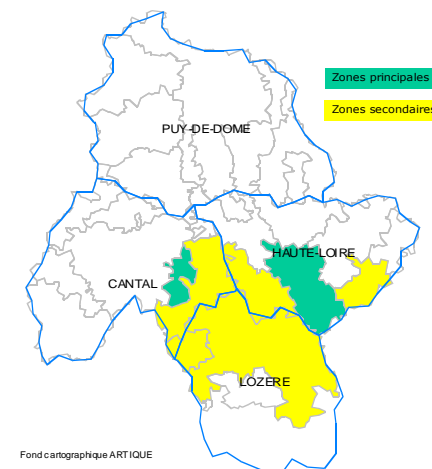 Zones principales
Zones secondaires
PUY-DE-DOME
HAUTE-LOIRE
CANTAL
LOZERE
Fond cartographique ARTIQUE